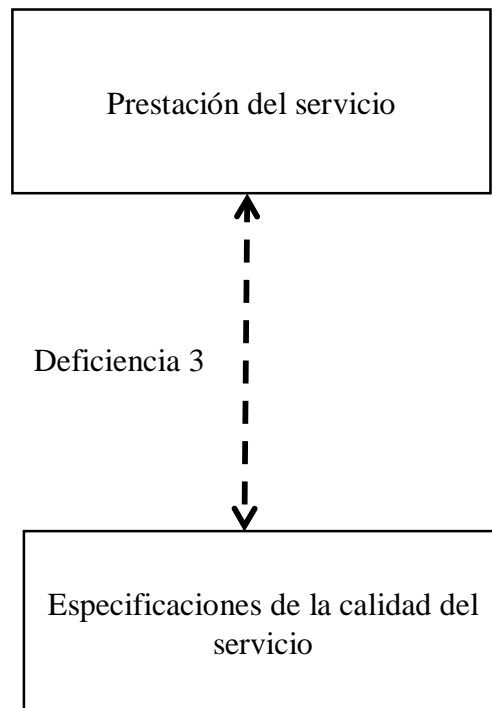 Prestación del servicio
Deficiencia 3
Especificaciones de la calidad del
servicio